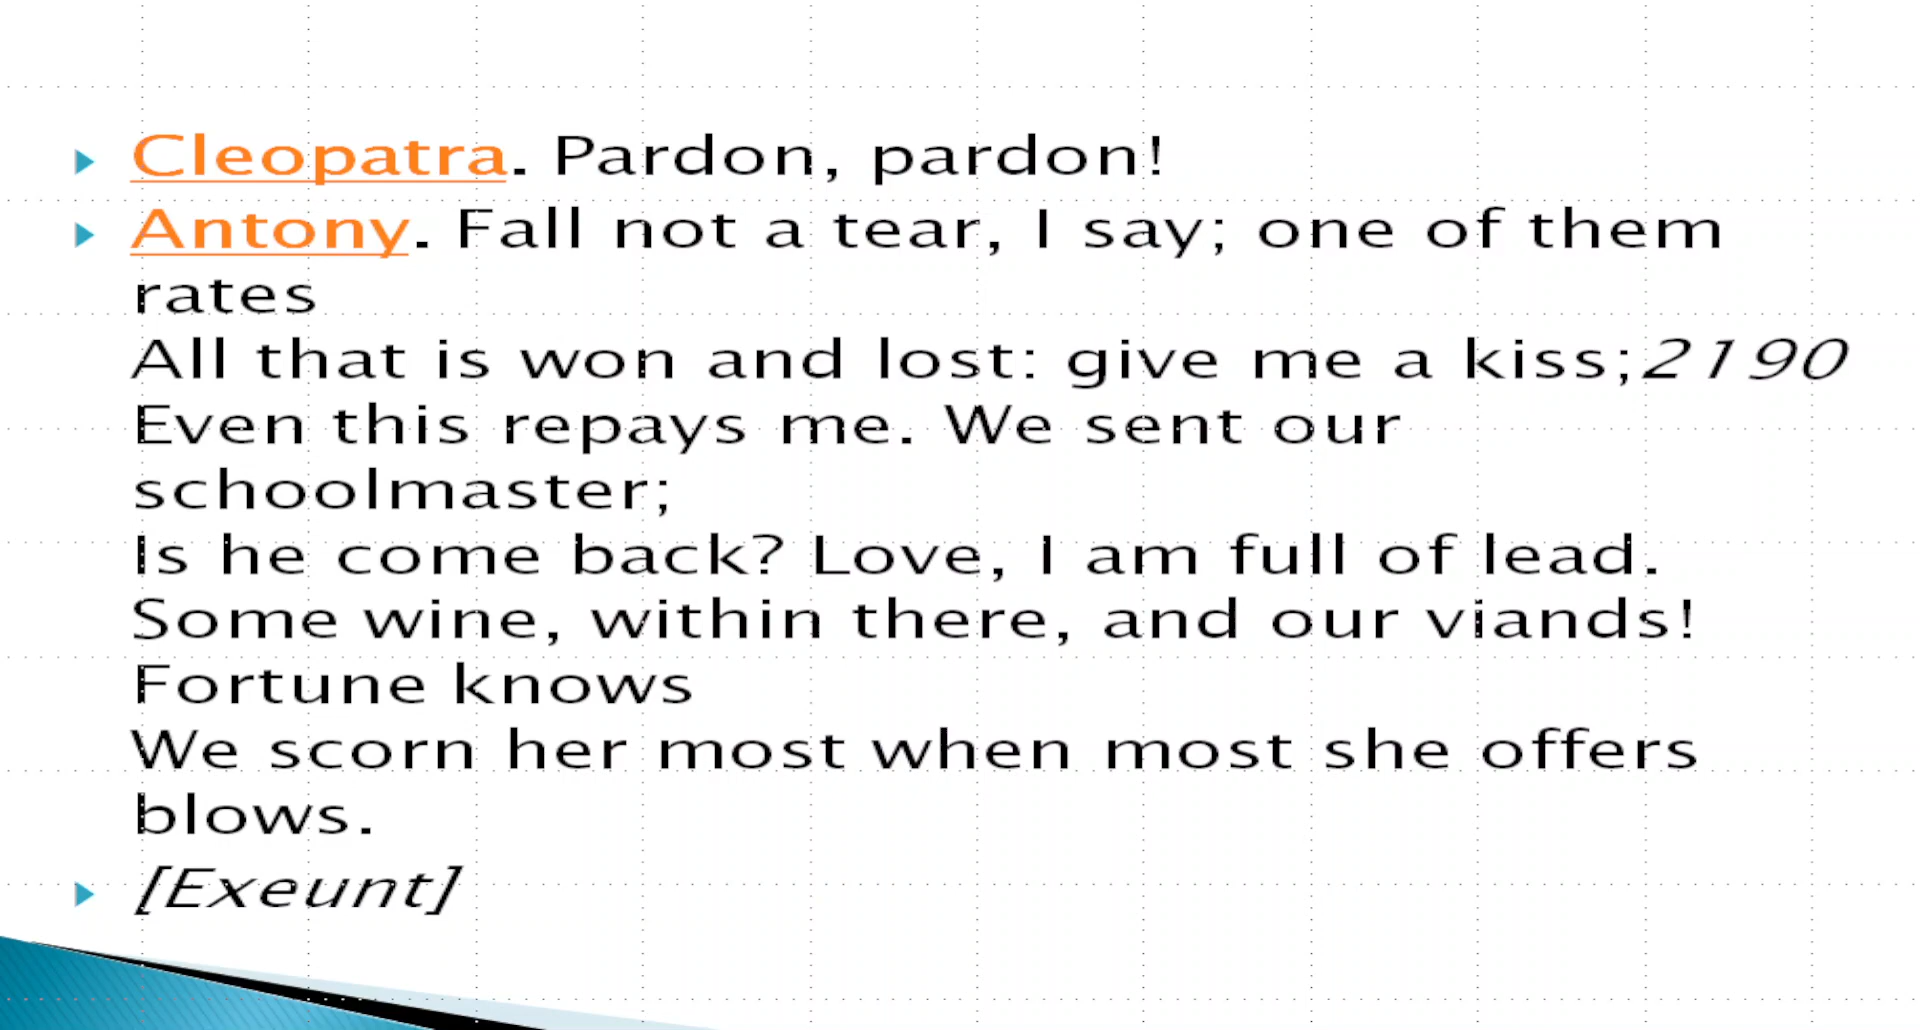 Cleopatra. Pardon, pardon!
Antony. Fall not a tear, I say; one of them
rates
All that is won and lost: give me a kiss;2190
Even this repays me. We sent our
schoolmaster;
Is he come back? Love, I am full of lead.
Some wine, within there, and our viands!
Fortune knows
We scorn her most when most she offers
blows.
[Exeunt]